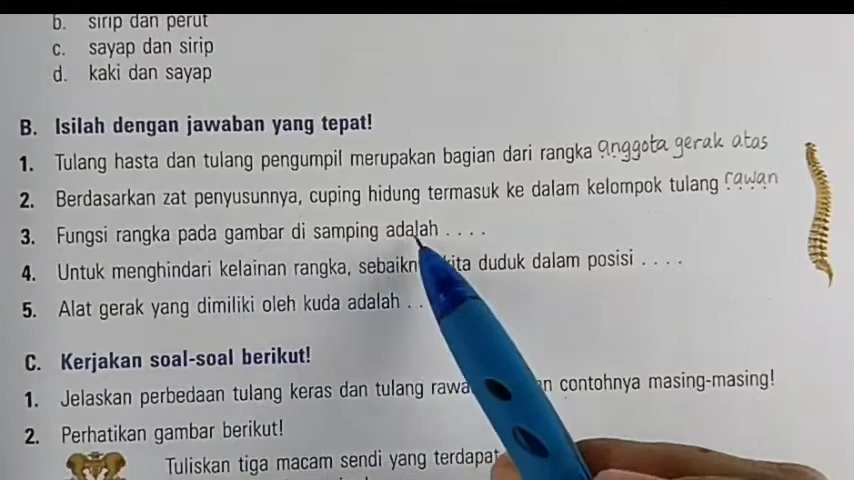 b. sirip dan perut
c. sayap dan sirip
d. kaki dan sayap
B. Isilah dengan jawaban yang tepat!
1. Tulang hasta dan tulang pengumpil merupakan bagian dari rangka anggota gerak atas
2. Berdasarkan zat penyusunnya, cuping hidung termasuk ke dalam kelompok tulang rawan
3. Fungsi rangka pada gambar di samping adalah . . . .
4. Untuk menghindari kelainan rangka, kita duduk dalam posisi . . . .
5. Alat gerak yang dimiliki oleh kuda adalah . .
C. Kerjakan soal-soal berikut!
1. Jelaskan perbedaan tulang keras dan tulang contohnya masing-masing!
2. Perhatikan gambar berikut!
Tuliskan tiga macam sendi yang terdapat